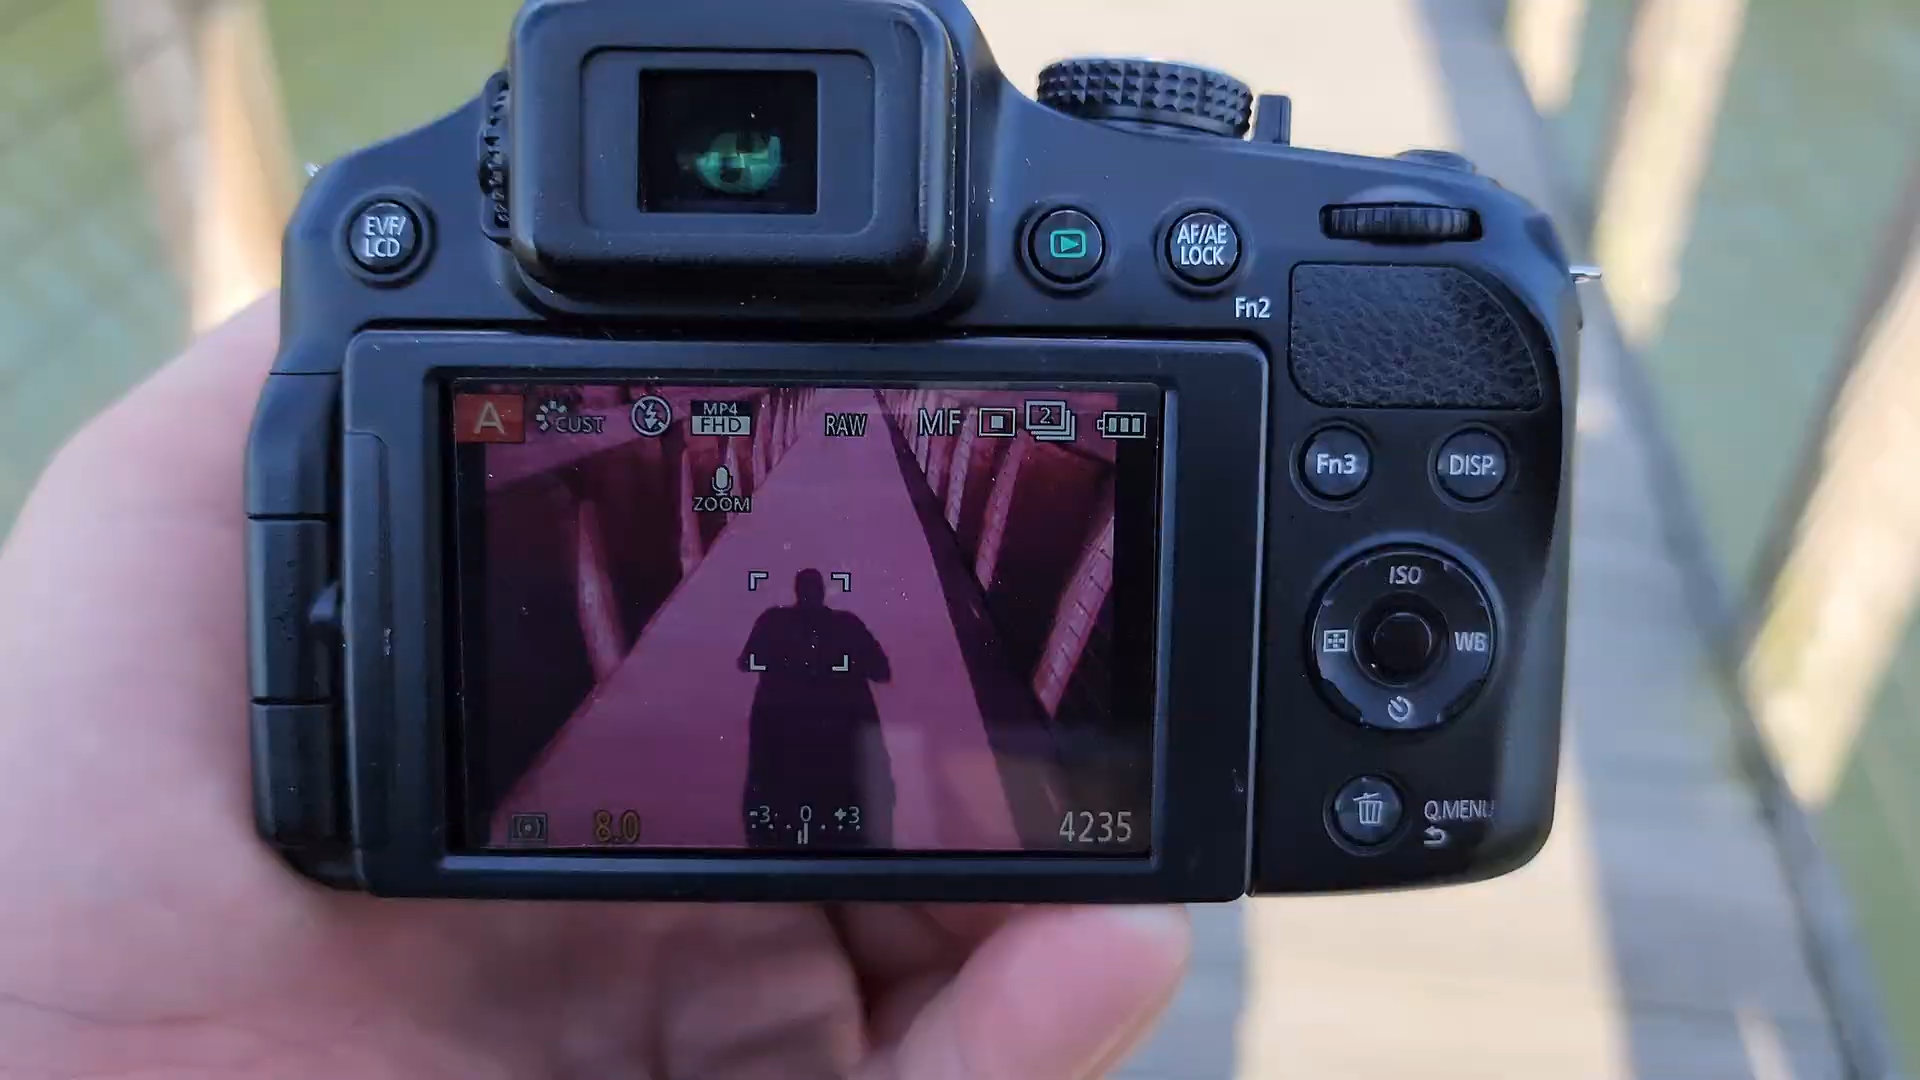 EVF/
LCD
AF/AE
LOCK
Fn2
A
CUST
MP4
FHD
RAW
MF
2
ZOOM
Fn3
DISP.
ISO
WB
-3 0 +3
8.0
4235
Q.MENU